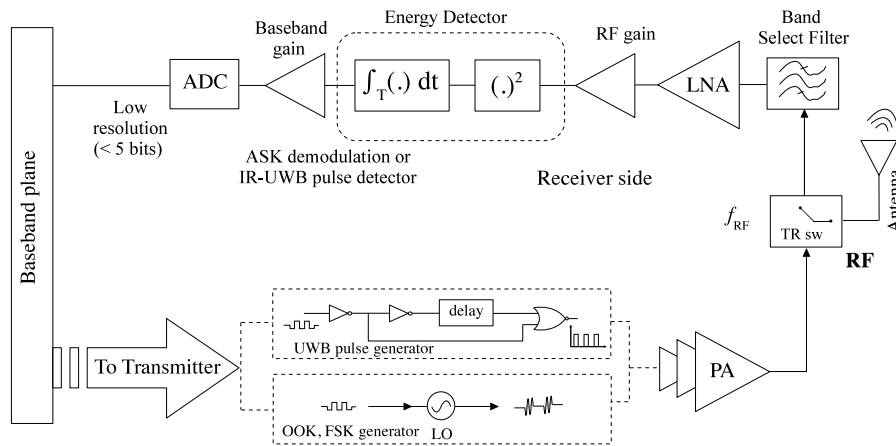 Energy Detector
Baseband
gain
RF gain
Band
Select Filter
ADC
∫T(.) dt
(.)²
LNA
Low
resolution
(< 5 bits)
ASK demodulation or
IR-UWB pulse detector
Receiver side
Antenna
fRF
TR sw
RF
Baseband plane
To Transmitter
delay
UWB pulse generator
PA
OOK, FSK generator
LO